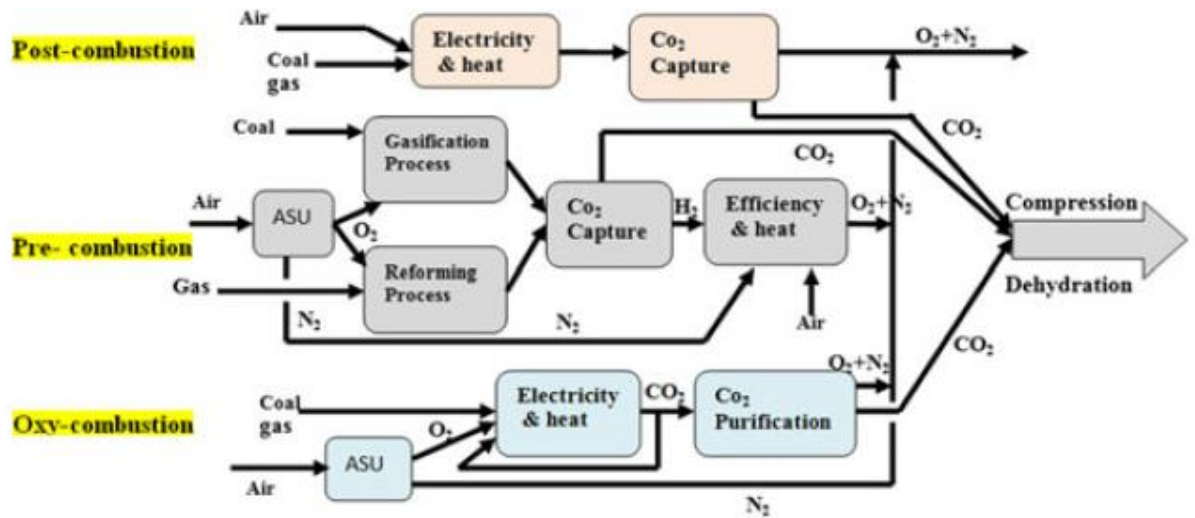 Post-combustion
Air
Coal
gas
Electricity
& heat
Co₂
Capture
O₂+N₂
CO₂
Pre- combustion
Coal
Air
ASU
O₂
Gas
Gasification
Process
Reforming
Process
N₂
N₂
Co₂
Capture
CO₂
H₂
Efficiency
& heat
Air
O₂+N₂
Compression
Dehydration
Oxy-combustion
Coal
gas
Air
ASU
O₂
Electricity
& heat
CO₂
Co₂
Purification
O₂+N₂
CO₂
N₂